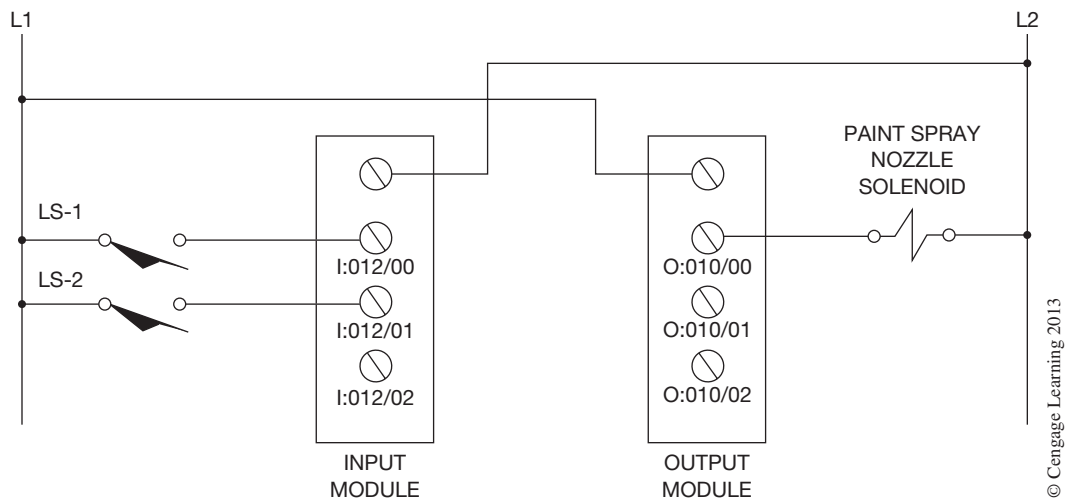 L1
L2
PAINT SPRAY
NOZZLE
SOLENOID
LS-1
I:012/00
O:010/00
LS-2
I:012/01
O:010/01
I:012/02
O:010/02
INPUT
MODULE
OUTPUT
MODULE
© Cengage Learning 2013